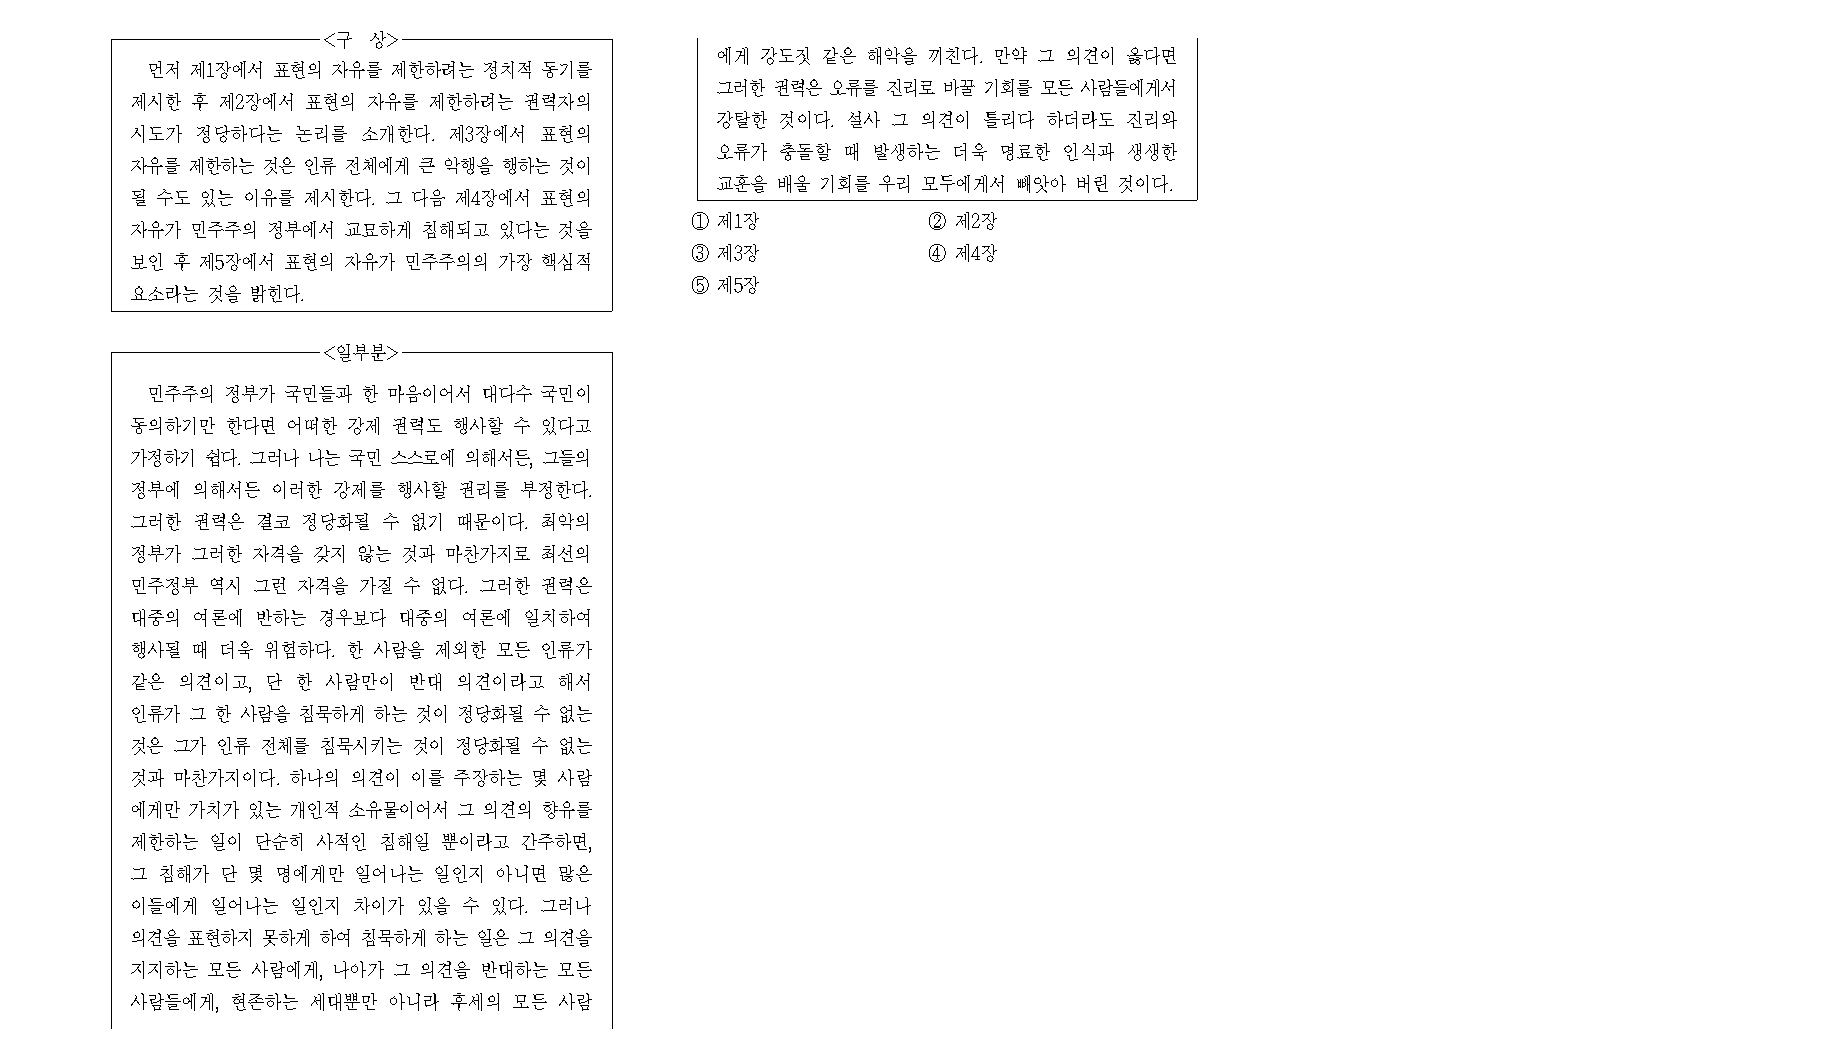 <구 상>
먼저 제1장에서 표현의 자유를 제한하려는 정치적 동기를
제시한 후 제2장에서 표현의 자유를 제한하려는 권력자의
시도가 정당하다는 논리를 소개한다. 제3장에서 표현의
자유를 제한하는 것은 인류 전체에게 큰 악행을 행하는 것이
될 수도 있는 이유를 제시한다. 그 다음 제4장에서 표현의
자유가 민주주의 정부에서 교묘하게 침해되고 있다는 것을
보인 후 제5장에서 표현의 자유가 민주주의의 가장 핵심적
요소라는 것을 밝힌다.
<일부분>
민주주의 정부가 국민들과 한 마음이어서 대다수 국민이
동의하기만 한다면 어떠한 강제 권력도 행사할 수 있다고
가정하기 쉽다. 그러나 나는 국민 스스로에 의해서든, 그들의
정부에 의해서든 이러한 강제를 행사할 권리를 부정한다.
그러한 권력은 결코 정당화될 수 없기 때문이다. 최악의
정부가 그러한 자격을 갖지 않는 것과 마찬가지로 최선의
민주정부 역시 그런 자격을 가질 수 없다. 그러한 권력은
대중의 여론에 반하는 경우보다 대중의 여론에 일치하여
행사될 때 더욱 위험하다. 한 사람을 제외한 모든 인류가
같은 의견이고, 단 한 사람만이 반대 의견이라고 해서
인류가 그 한 사람을 침묵하게 하는 것이 정당화될 수 없는
것은 그가 인류 전체를 침묵시키는 것이 정당화될 수 없는
것과 마찬가지이다. 하나의 의견이 이를 주장하는 몇 사람
에게만 가치가 있는 개인적 소유물이어서 그 의견의 향유를
제한하는 일이 단순히 사적인 침해일 뿐이라고 간주하면,
그 침해가 단 몇 명에게만 일어나는 일인지 아니면 많은
이들에게 일어나는 일인지 차이가 있을 수 있다. 그러나
의견을 표현하지 못하게 하여 침묵하게 하는 일은 그 의견을
지지하는 모든 사람에게, 나아가 그 의견을 반대하는 모든
사람들에게, 현존하는 세대뿐만 아니라 후세의 모든 사람
에게 강도짓 같은 해악을 끼친다. 만약 그 의견이 옳다면
그러한 권력은 오류를 진리로 바꿀 기회를 모든 사람들에게서
강탈한 것이다. 설사 그 의견이 틀리다 하더라도 진리와
오류가 충돌할 때 발생하는 더욱 명료한 인식과 생생한
교훈을 배울 기회를 우리 모두에게서 빼앗아 버린 것이다.
① 제1장 ② 제2장
③ 제3장 ④ 제4장
⑤ 제5장